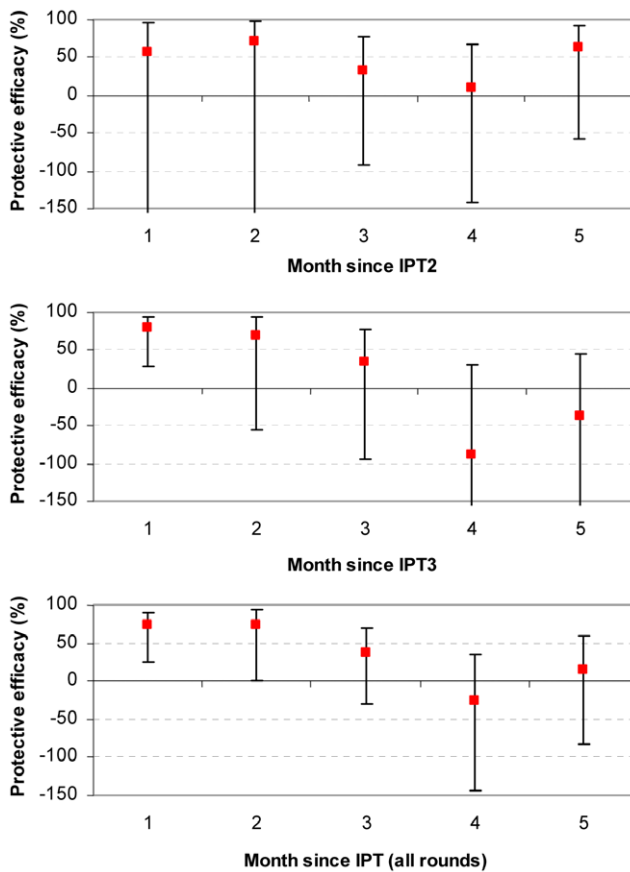 Protective efficacy (%)
100
50
0
-50
-100
-150
1 2 3 4 5
Month since IPT2
Protective efficacy (%)
100
50
0
-50
-100
-150
1 2 3 4 5
Month since IPT3
Protective efficacy (%)
100
50
0
-50
-100
-150
1 2 3 4 5
Month since IPT (all rounds)